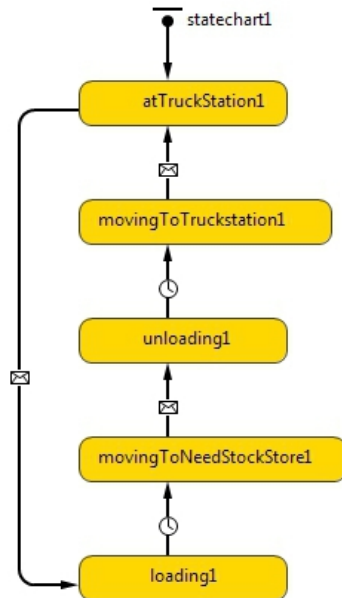 statechart1
atTruckStation1
movingToTruckstation1
unloading1
movingToNeedStockStore1
loading1